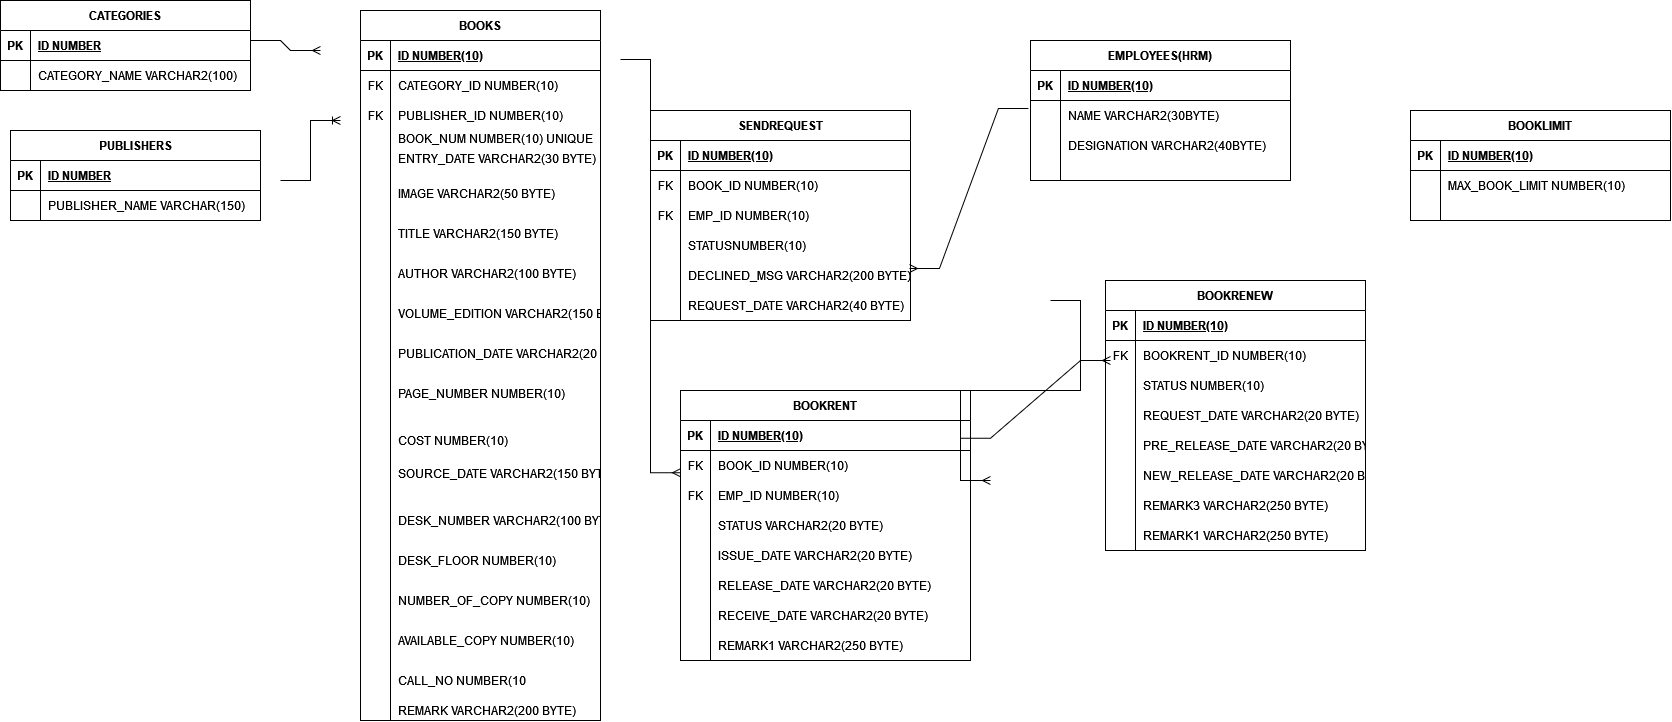 CATEGORIES
PK ID NUMBER
CATEGORY_NAME VARCHAR2(100)
PUBLISHERS
PK ID NUMBER
PUBLISHER_NAME VARCHAR(150)
BOOKS
PK ID NUMBER(10)
FK CATEGORY_ID NUMBER(10)
FK PUBLISHER_ID NUMBER(10)
BOOK_NUM NUMBER(10) UNIQUE
ENTRY_DATE VARCHAR2(30 BYTE)
IMAGE VARCHAR2(50 BYTE)
TITLE VARCHAR2(150 BYTE)
AUTHOR VARCHAR2(100 BYTE)
VOLUME_EDITION VARCHAR2(150 B
PUBLICATION_DATE VARCHAR2(20
PAGE_NUMBER NUMBER(10)
COST NUMBER(10)
SOURCE_DATE VARCHAR2(150 BYT
DESK_NUMBER VARCHAR2(100 BY
DESK_FLOOR NUMBER(10)
NUMBER_OF_COPY NUMBER(10)
AVAILABLE_COPY NUMBER(10)
CALL_NO NUMBER(10
REMARK VARCHAR2(200 BYTE)
SENDREQUEST
PK ID NUMBER(10)
FK BOOK_ID NUMBER(10)
FK EMP_ID NUMBER(10)
STATUSNUMBER(10)
DECLINED_MSG VARCHAR2(200 BYTE)
REQUEST_DATE VARCHAR2(40 BYTE)
BOOKRENT
PK ID NUMBER(10)
FK BOOK_ID NUMBER(10)
FK EMP_ID NUMBER(10)
STATUS VARCHAR2(20 BYTE)
ISSUE_DATE VARCHAR2(20 BYTE)
RELEASE_DATE VARCHAR2(20 BYTE)
RECEIVE_DATE VARCHAR2(20 BYTE)
REMARK1 VARCHAR2(250 BYTE)
EMPLOYEES(HRM)
PK ID NUMBER(10)
NAME VARCHAR2(30BYTE)
DESIGNATION VARCHAR2(40BYTE)
BOOKRENEW
PK ID NUMBER(10)
FK BOOKRENT_ID NUMBER(10)
STATUS NUMBER(10)
REQUEST_DATE VARCHAR2(20 BYTE)
PRE_RELEASE_DATE VARCHAR2(20 BY
NEW_RELEASE_DATE VARCHAR2(20 B
REMARK3 VARCHAR2(250 BYTE)
REMARK1 VARCHAR2(250 BYTE)
BOOKLIMIT
PK ID NUMBER(10)
MAX_BOOK_LIMIT NUMBER(10)